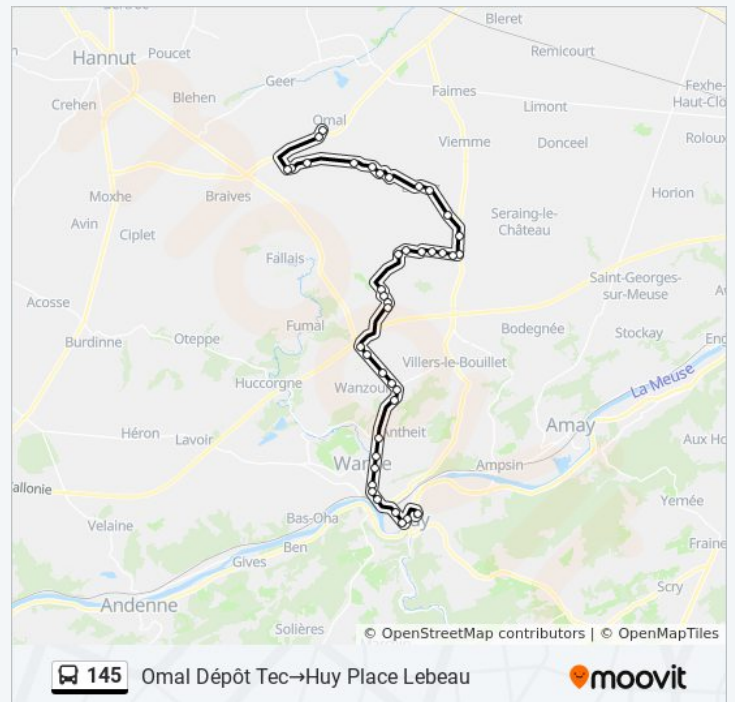 Bleret
Hannut
Poucet
Remicourt
Geer
Faimes
Fexhe-
Haut-Clo
Crehen
Blehen
Limont
Omal
Viemme
Donceel
Roloux
Moxhe
Braives
Horion
Avin
Ciplet
Seraing-le-
Château
Fallais
Saint-Georges-
sur-Meuse
Acosse
Fumal
Bodegnée
Stockay
Burdinne
Oteppe
Villers-le-Bouillet
Huccorgne
Wanzoul
La Meuse
Héron
Lavoir
Antheit
Amay
Aux Ho
Ampsin
allonie
Yemée
Velaine
Bas-Oha
Ben
Gives
Fraine
Scry
Andenne
Solières
© OpenStreetMap contributors | © OpenMapTiles
145 Omal Dépôt Tec→Huy Place Lebeau
moovit